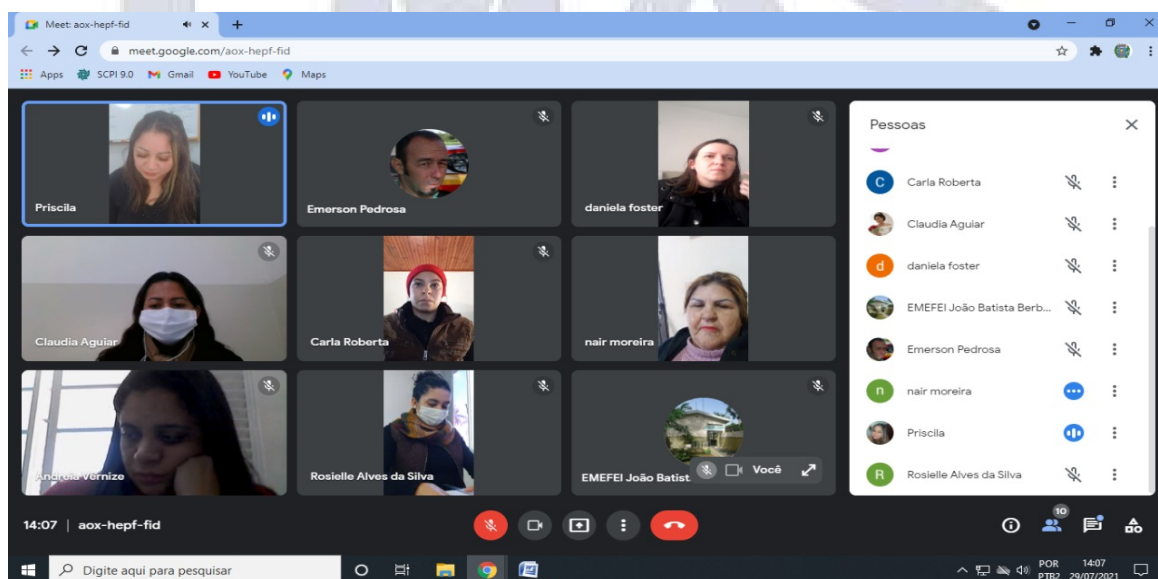 Meet: aox-hepf-fid
meet.google.com/aox-hepf-fid
Apps SCPI 9.0 Gmail YouTube Maps
Priscila
Emerson Pedrosa
daniela foster
Claudia Aguiar
Carla Roberta
nair moreira
Andreia Vernize
Rosielle Alves da Silva
EMEFEI João Batist
Você
Pessoas
C Carla Roberta
Claudia Aguiar
d daniela foster
EMEFEI João Batista Berb...
Emerson Pedrosa
n nair moreira
Priscila
R Rosielle Alves da Silva
14:07 | aox-hepf-fid
10
Digite aqui para pesquisar
POR 14:07
PTB2 29/07/2021